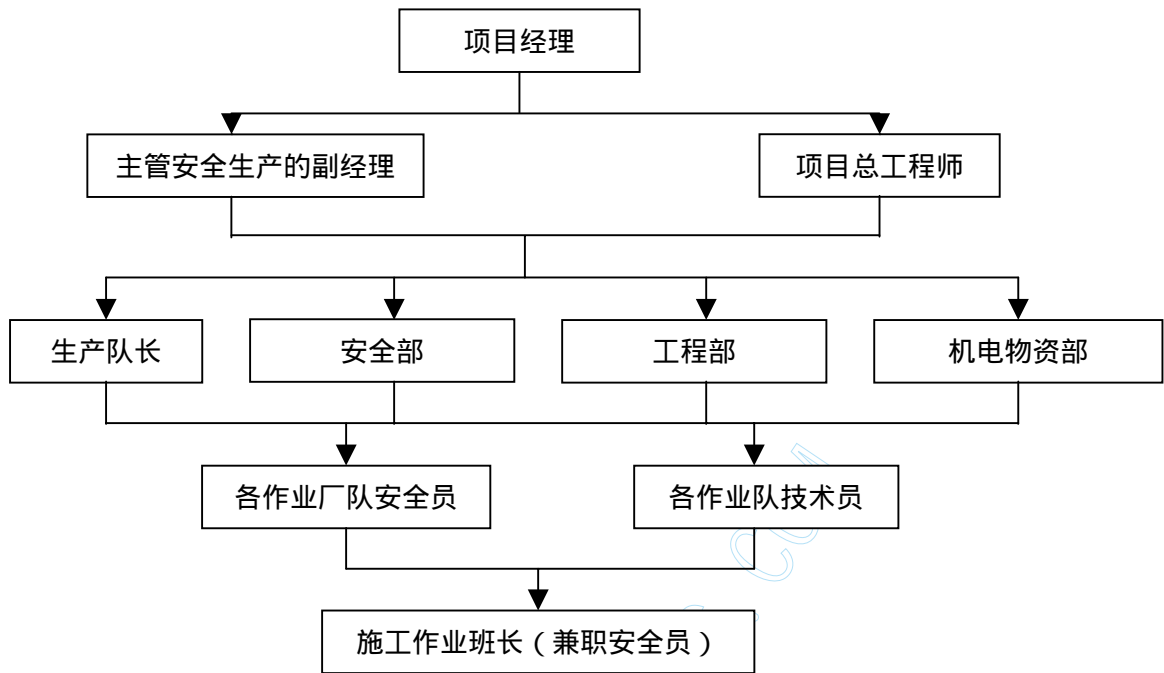 项目经理
主管安全生产的副经理
项目总工程师
生产队长
安全部
工程部
机电物资部
各作业厂队安全员
各作业队技术员
施工作业班长（兼职安全员）